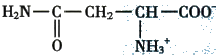 H₂N—C—CH₂—CH—COO⁻
O NH₃⁺